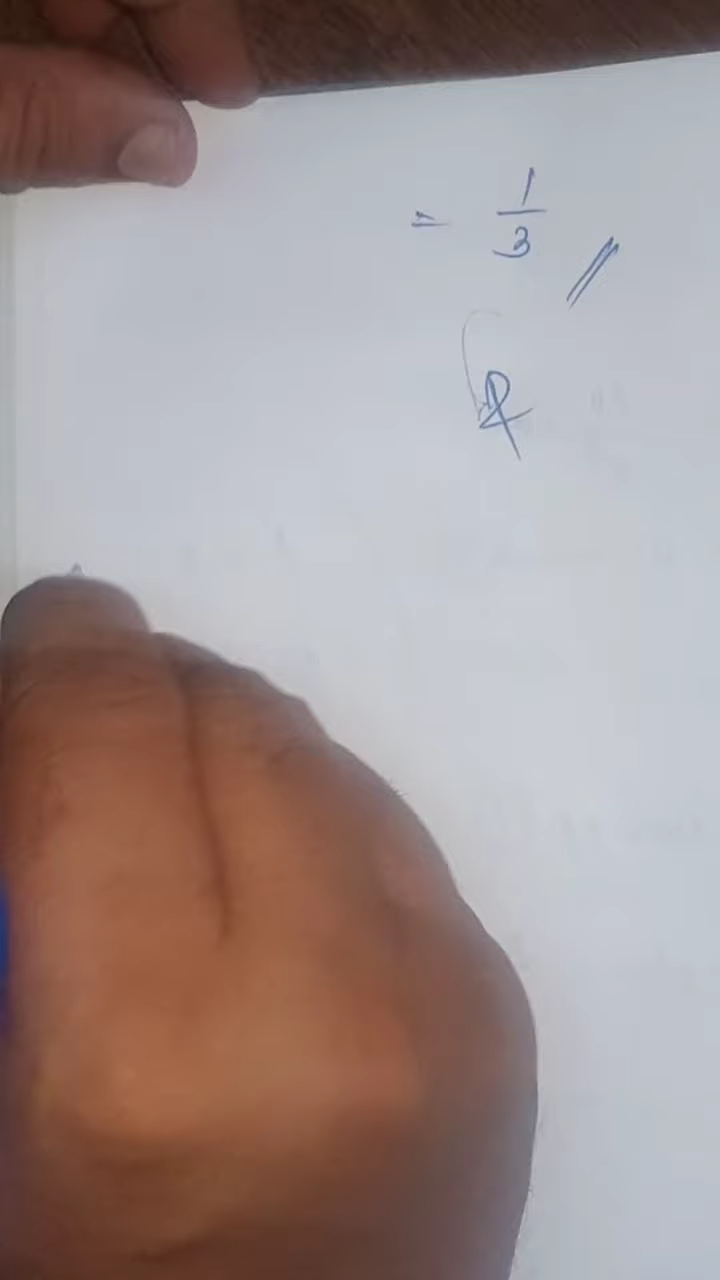 = 1/3 //